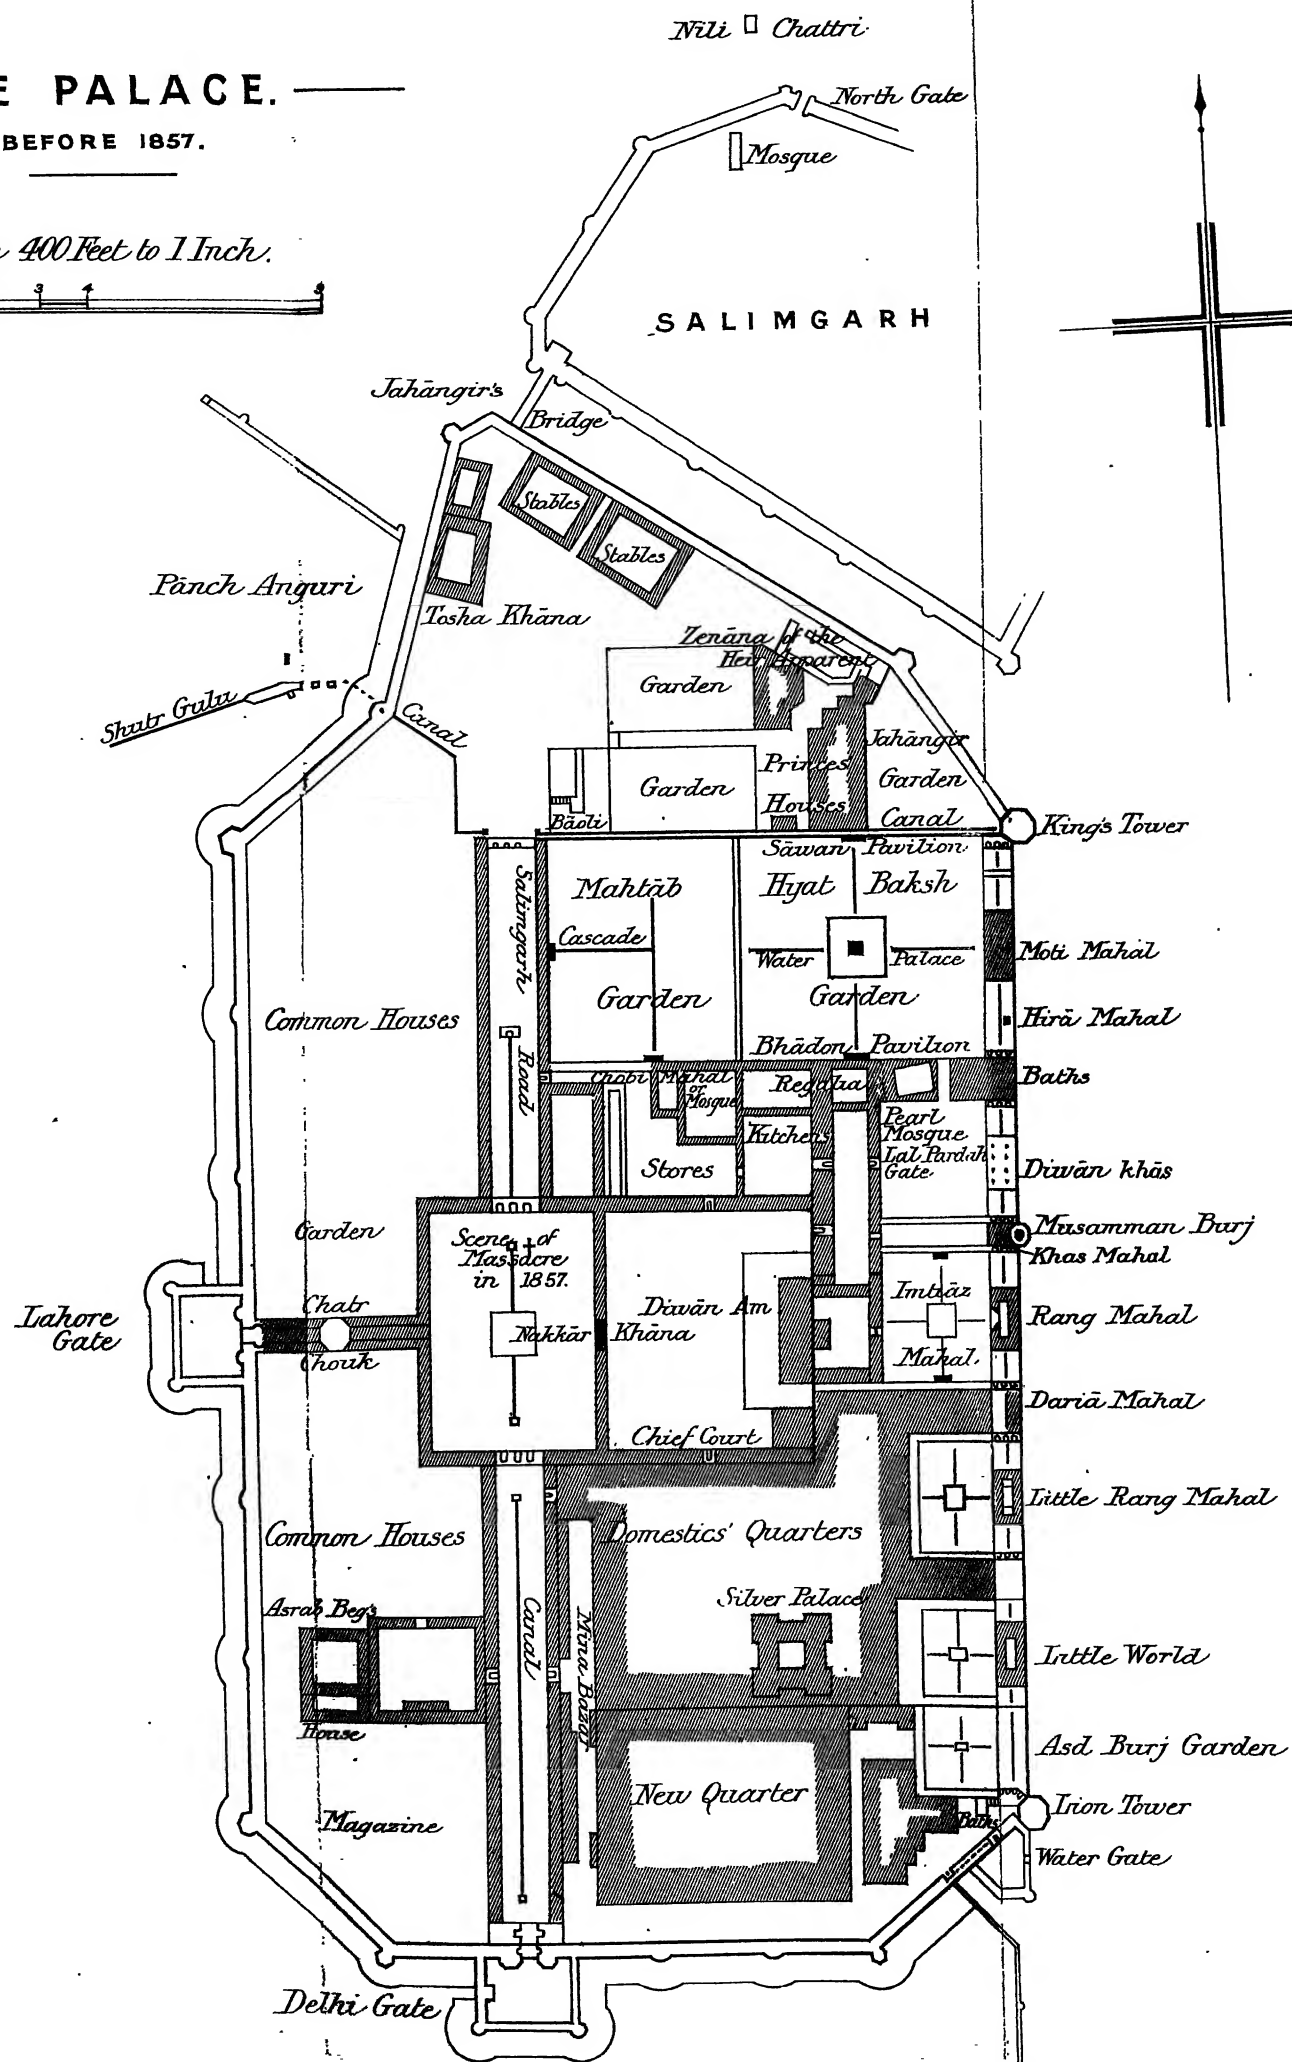 Nili Chattri
E PALACE.
BEFORE 1857.
North Gate
Mosque
400 Feet to 1 Inch.
3 4
SALIMGARH
Jahāngir's
Bridge
Stables
Stables
Pānch Anguri
Tosha Khāna
Zenāna of the
Heir Apparent
Garden
Shutr Gulu
Canal
Jahāngir
Garden
Princes
Houses
Garden
Bāoli
Canal
King's Tower
Sāwan Pavilion
Salimgarh
Road
Mahtāb
Garden
Cascade
Hyat Baksh
Garden
Water Palace
Moti Mahal
Common Houses
Hirā Mahal
Bhādon Pavilion
Chobi Mahal
or
Mosque
Regalia
Baths
Pearl
Mosque
Lal Pardah
Gate
Kitchens
Stores
Diwān khās
Garden
Scene of
Massacre
in 1857.
Musamman Burj
Khas Mahal
Imtiāz
Mahal.
Diwān Am
Lahore
Gate
Chatr
Chouk
Nakkār Khāna
Rang Mahal
Dariā Mahal
Chief Court
Little Rang Mahal
Common Houses
Domestics' Quarters
Asrab Beg's
House
Silver Palace
Canal
Mina Bazar
Little World
Asd Burj Garden
New Quarter
Magazine
Lion Tower
Baths
Water Gate
Delhi Gate